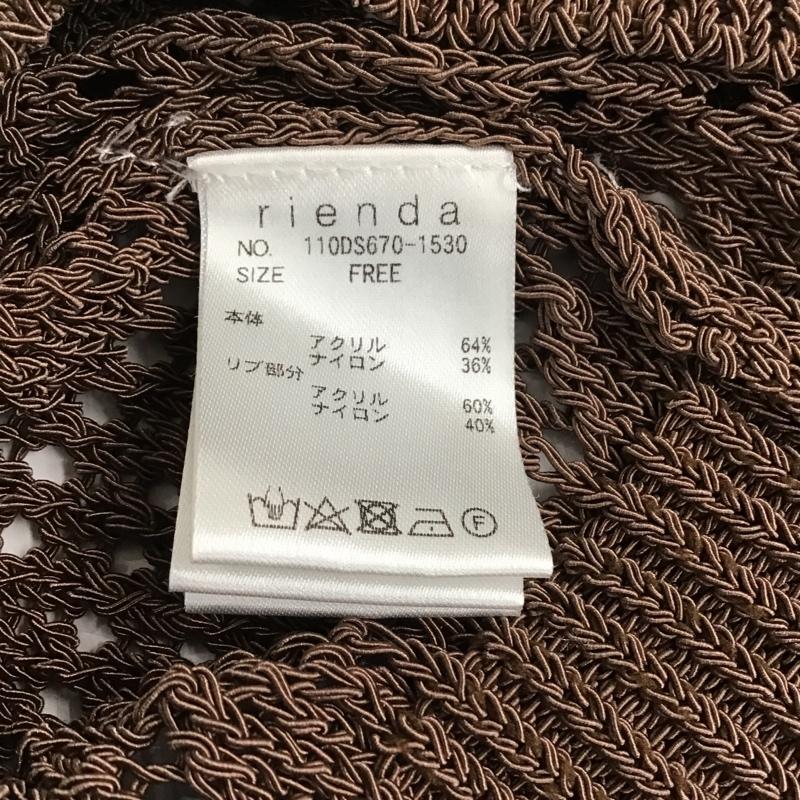 rienda
NO. 110DS670-1530
SIZE FREE
本体
アクリル 64%
ナイロン 36%
リブ部分
アクリル 60%
ナイロン 40%
F